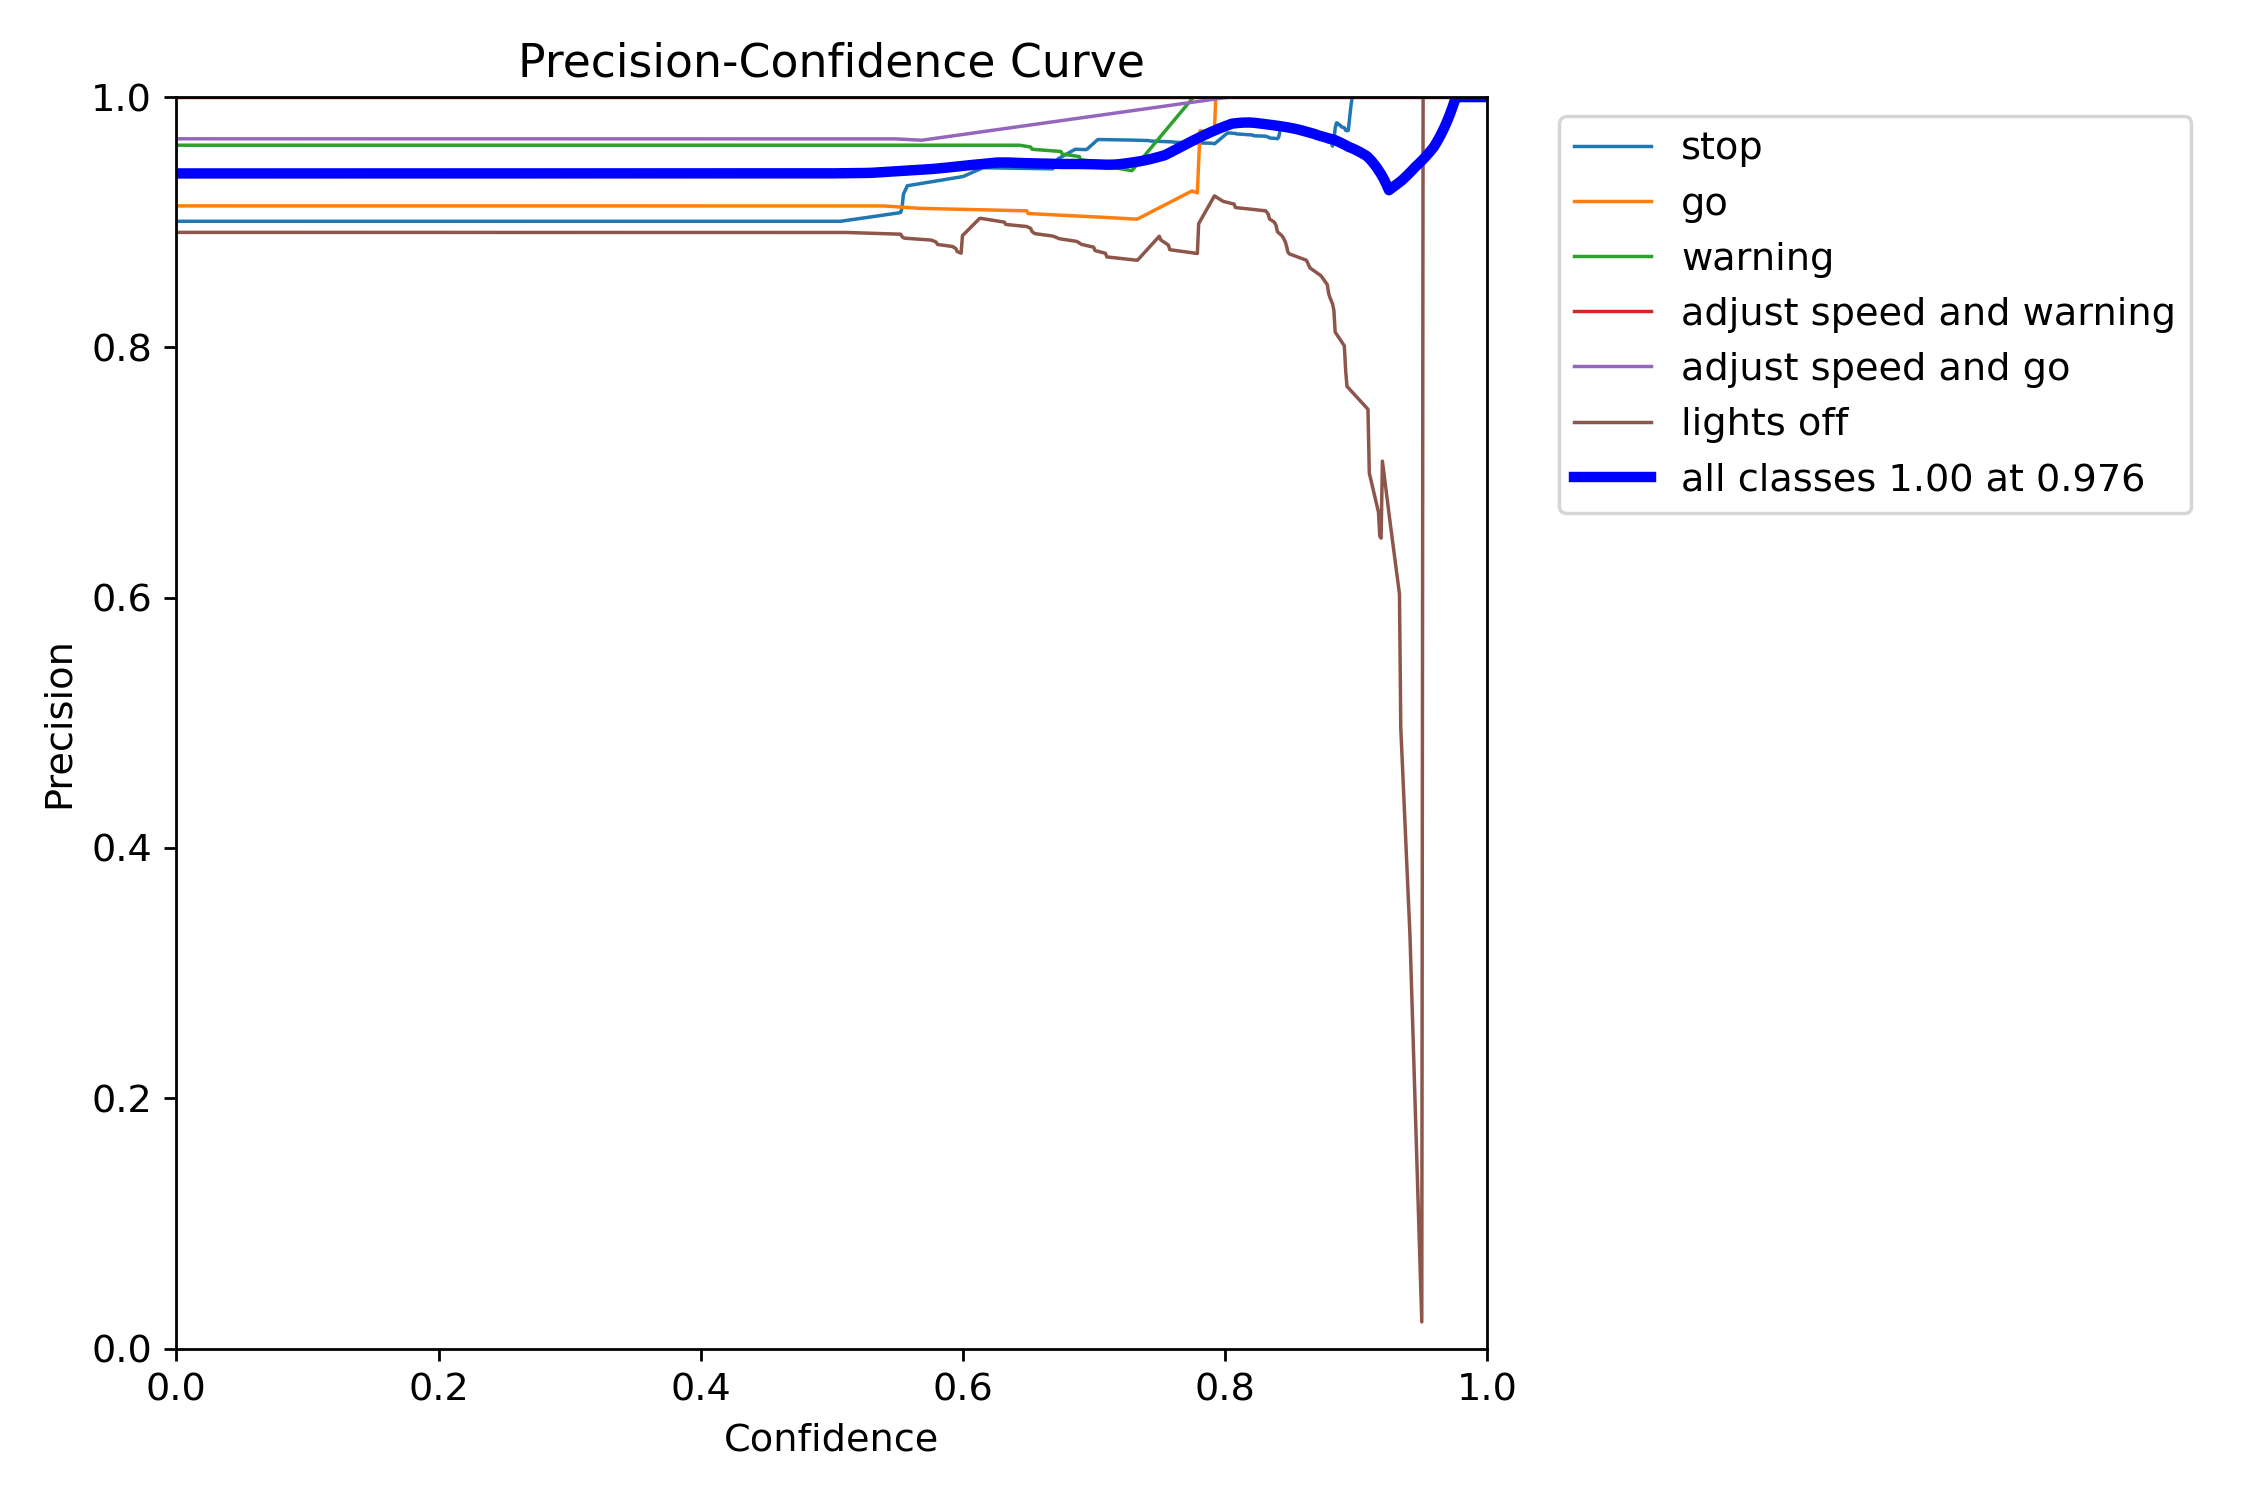 Precision-Confidence Curve
1.0
0.8
0.6
0.4
0.2
0.0
Precision
0.0 0.2 0.4 0.6 0.8 1.0
Confidence
stop
go
warning
adjust speed and warning
adjust speed and go
lights off
all classes 1.00 at 0.976